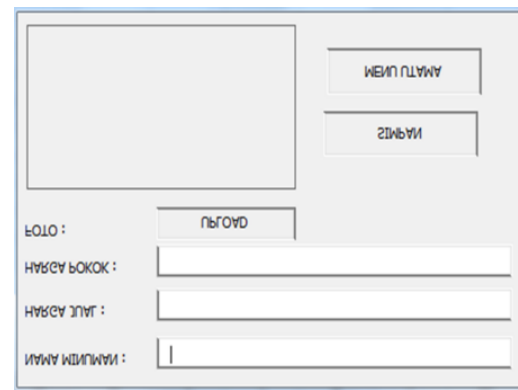 NAMA MINUMAN :
HARGA JUAL :
HARGA POKOK :
FOTO : UPLOAD
SIMPAN
MENU UTAMA